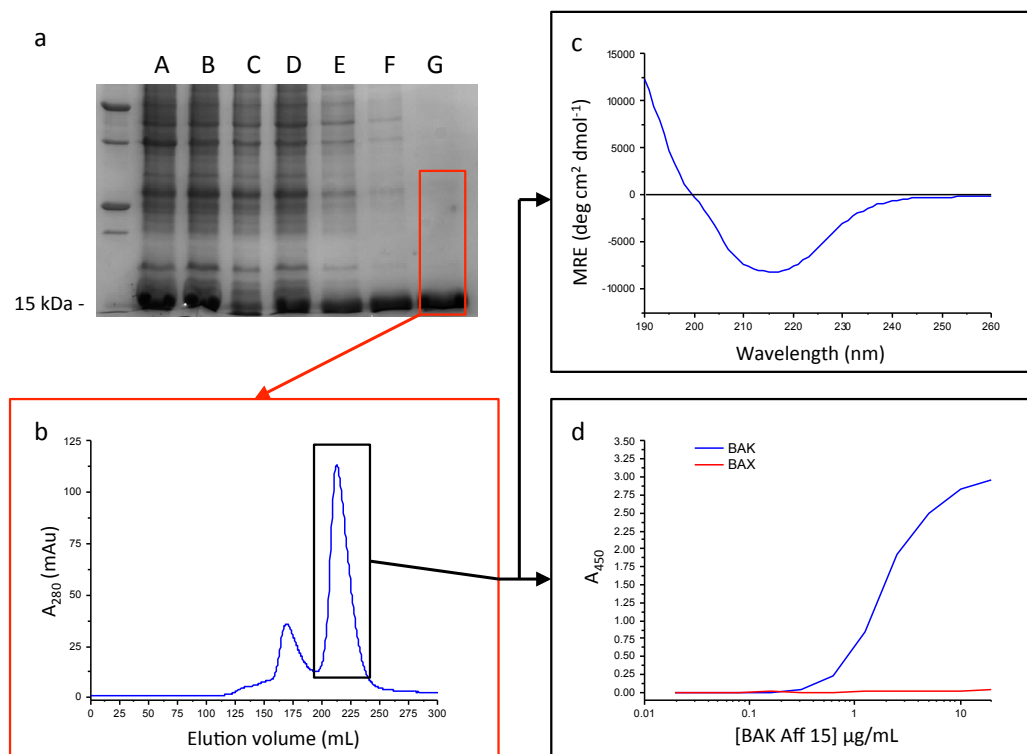 a
A B C D E F G
15 kDa -
b
125
100
75
50
25
0
A280 (mAu)
0 25 50 75 100 125 150 175 200 225 250 275 300
Elution volume (mL)
c
15000
10000
5000
0
-5000
-10000
MRE (deg cm2 dmol-1)
190 200 210 220 230 240 250 260
Wavelength (nm)
d
BAK
BAX
3.50
3.25
3.00
2.75
2.50
2.25
2.00
1.75
1.50
1.25
1.00
0.75
0.50
0.25
0.00
A450
0.01 0.1 1 10
[BAK Aff 15] µg/mL